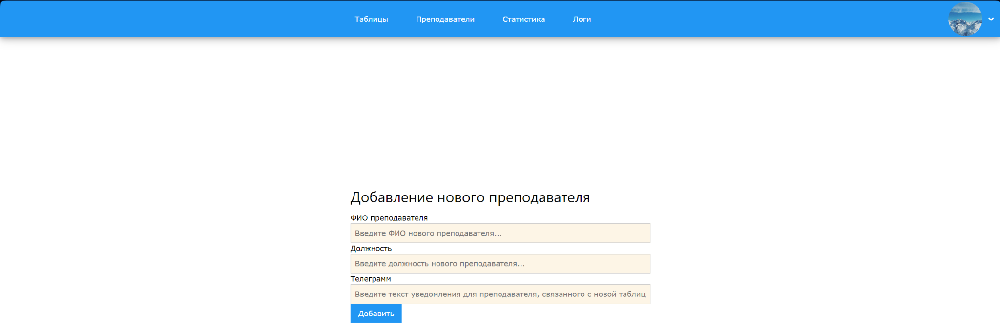 Таблицы Преподаватели Статистика Логи
Добавление нового преподавателя
ФИО преподавателя
Введите ФИО нового преподавателя...
Должность
Введите должность нового преподавателя...
Телеграмм
Введите текст уведомления для преподавателя, связанного с новой таблиц
Добавить